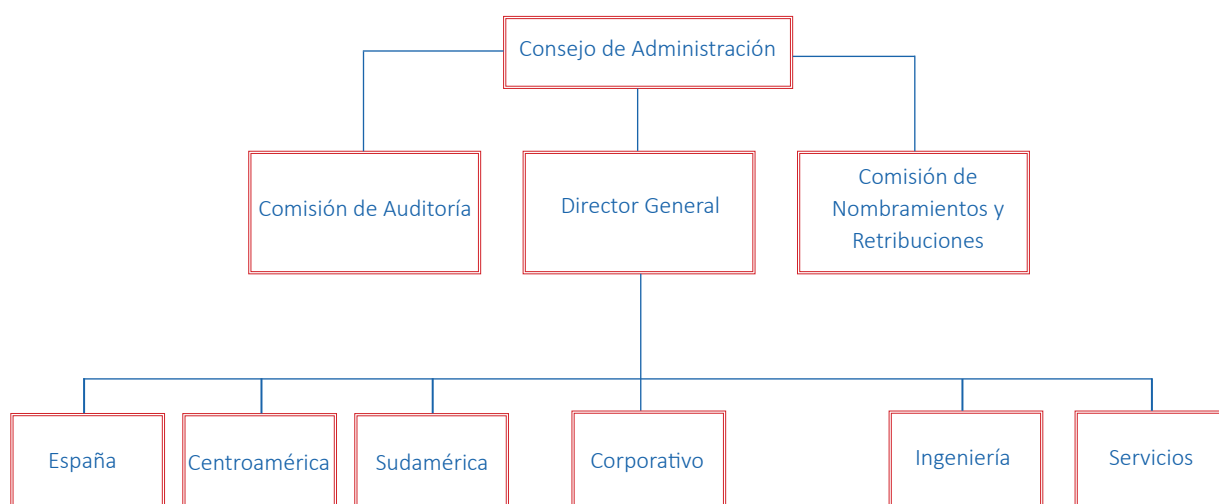 Consejo de Administración
Comisión de Auditoría
Director General
Comisión de
Nombramientos y
Retribuciones
España
Centroamérica
Sudamérica
Corporativo
Ingeniería
Servicios